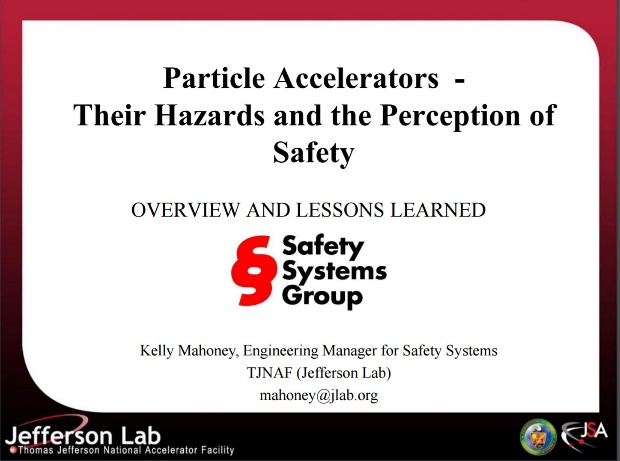 Particle Accelerators -
Their Hazards and the Perception of
Safety
OVERVIEW AND LESSONS LEARNED
Safety
Systems
Group
Kelly Mahoney, Engineering Manager for Safety Systems
TJNAF (Jefferson Lab)
mahoney@jlab.org
Jefferson Lab
Thomas Jefferson National Accelerator Facility
JSA